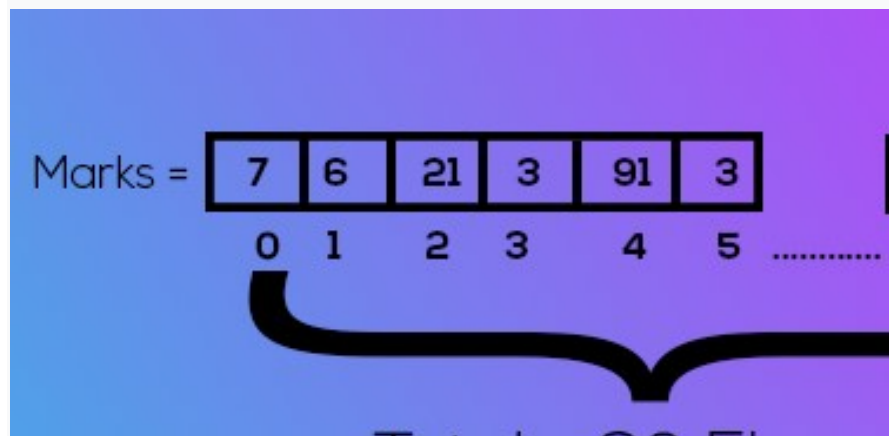 Marks = 7 6 21 3 91 3
0 1 2 3 4 5 ............